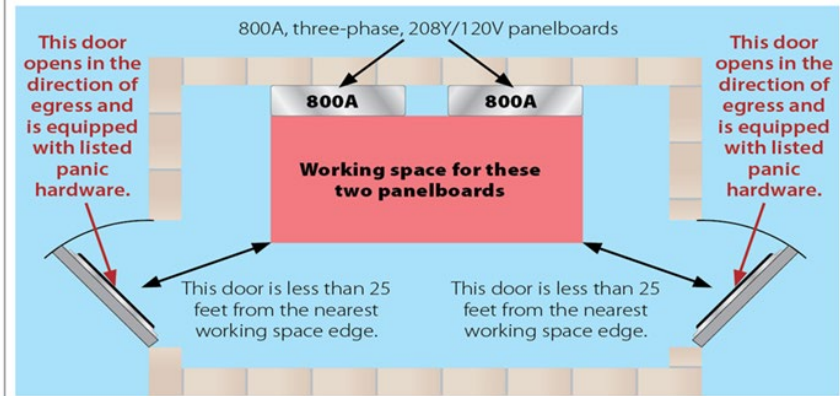 800A, three-phase, 208Y/120V panelboards
This door
opens in the
direction of
egress and
is equipped
with listed
panic
hardware.
800A
800A
Working space for these
two panelboards
This door
opens in the
direction of
egress and
is equipped
with listed
panic
hardware.
This door is less than 25
feet from the nearest
working space edge.
This door is less than 25
feet from the nearest
working space edge.